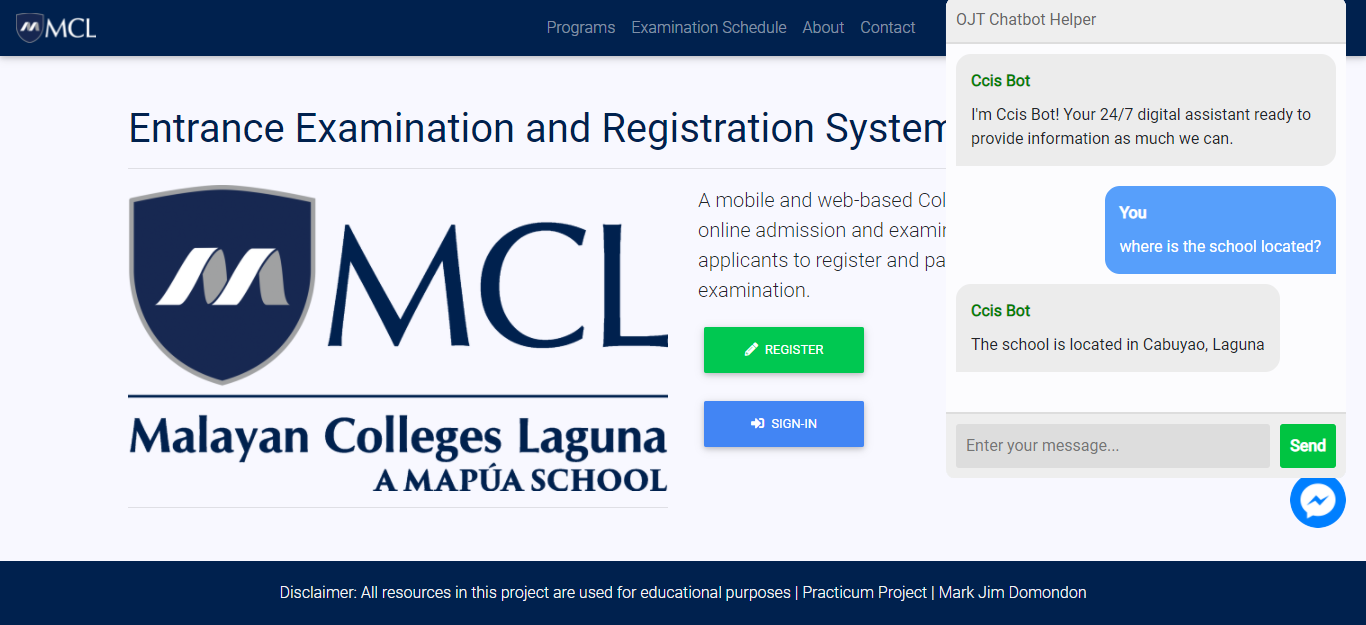 MCL
Programs Examination Schedule About Contact
Entrance Examination and Registration System
MCL
Malayan Colleges Laguna
A MAPÚA SCHOOL
A mobile and web-based Col
online admission and examin
applicants to register and pa
examination.
REGISTER
SIGN-IN
OJT Chatbot Helper
Ccis Bot
I'm Ccis Bot! Your 24/7 digital assistant ready to
provide information as much we can.
You
where is the school located?
Ccis Bot
The school is located in Cabuyao, Laguna
Enter your message...
Send
Disclaimer: All resources in this project are used for educational purposes | Practicum Project | Mark Jim Domondon